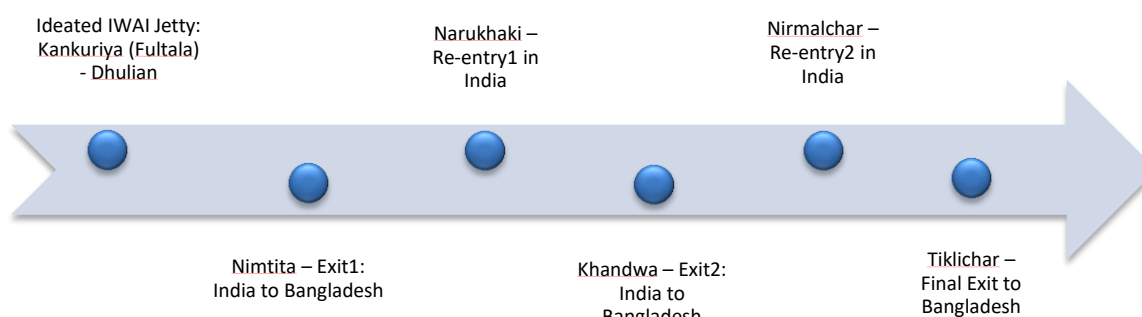 Ideated IWAI Jetty:
Kankuriya (Fultala)
- Dhulian
Nimtita – Exit1:
India to Bangladesh
Narukhaki –
Re-entry1 in
India
Khandwa – Exit2:
India to
Bangladesh
Nirmalchar –
Re-entry2 in
India
Tiklichar –
Final Exit to
Bangladesh